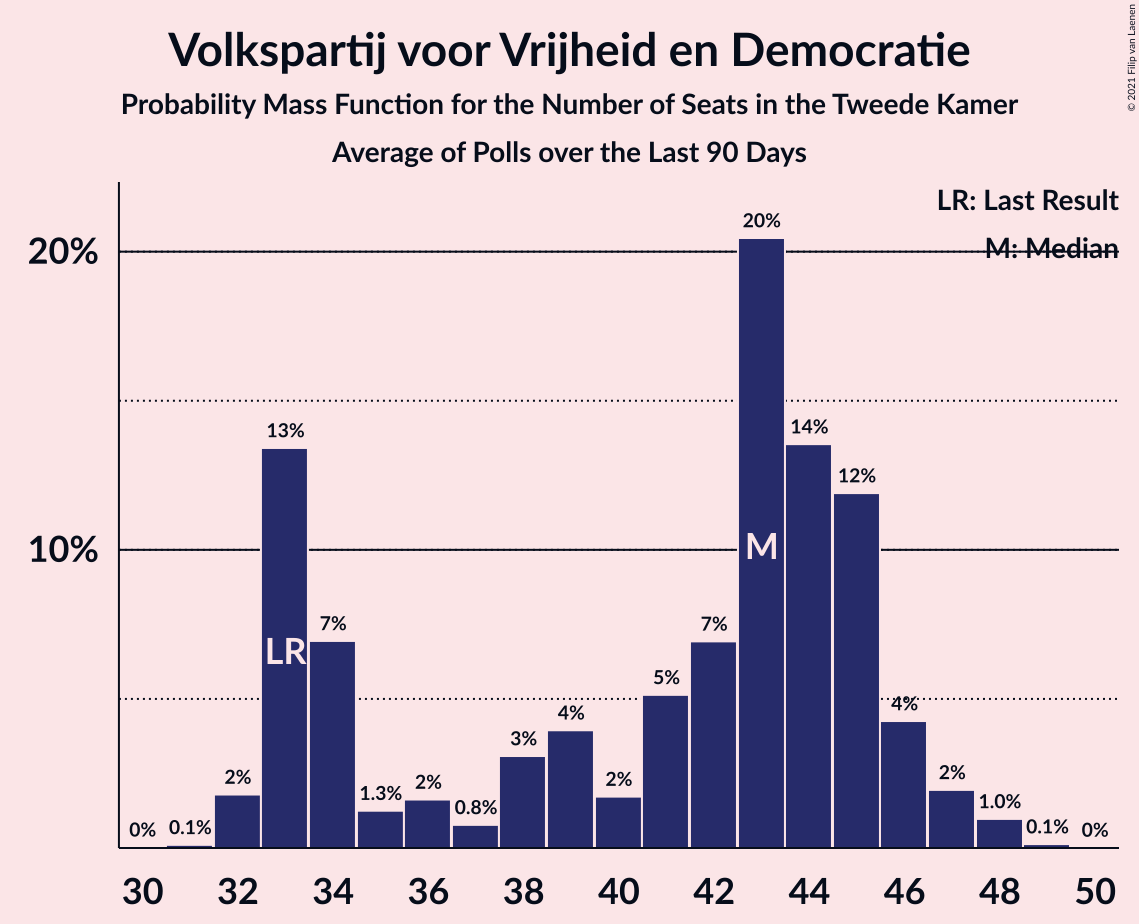 Volkspartij voor Vrijheid en Democratie
Probability Mass Function for the Number of Seats in the Tweede Kamer
Average of Polls over the Last 90 Days
© 2021 Filip van Laenen
LR: Last Result
M: Median
20%
10%
0%
0.1%
2%
13%
7%
1.3%
2%
0.8%
3%
4%
2%
5%
7%
20%
14%
12%
4%
2%
1.0%
0.1%
0%
LR
M
30 32 34 36 38 40 42 44 46 48 50